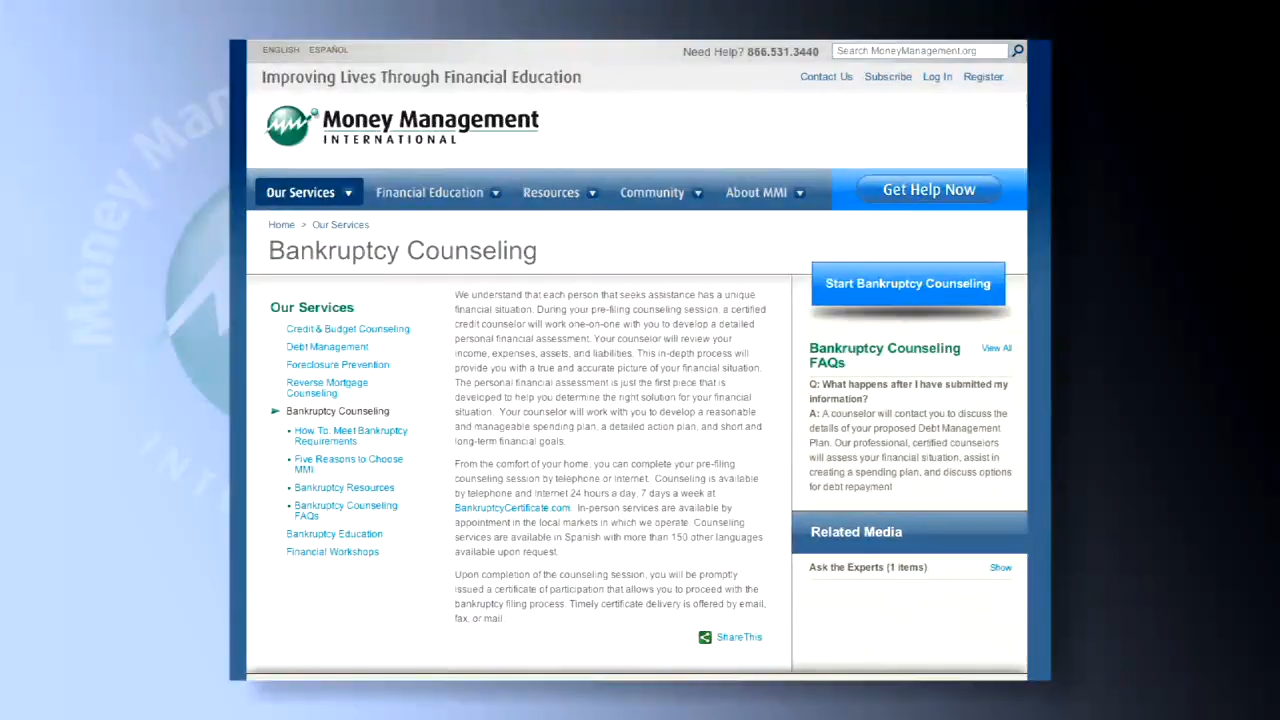 ENGLISH ESPAÑOL
Need Help? 866.531.3440
Search MoneyManagement.org
Improving Lives Through Financial Education
Contact Us Subscribe Log In Register
Money Management
INTERNATIONAL
Our Services Financial Education Resources Community About MMI Get Help Now
Home > Our Services
Bankruptcy Counseling
Our Services
Credit & Budget Counseling
Debt Management
Foreclosure Prevention
Reverse Mortgage
Counseling
Bankruptcy Counseling
How To: Meet Bankruptcy
Requirements
Five Reasons to Choose
MMI
Bankruptcy Resources
Bankruptcy Counseling
FAQs
Bankruptcy Education
Financial Workshops
We understand that each person that seeks assistance has a unique
financial situation. During your pre-filing counseling session, a certified
credit counselor will work one-on-one with you to develop a detailed
personal financial assessment. Your counselor will review your
income, expenses, assets, and liabilities. This in-depth process will
provide you with a true and accurate picture of your financial situation.
The personal financial assessment is just the first piece that is
developed to help you determine the right solution for your financial
situation. Your counselor will work with you to develop a reasonable
and manageable spending plan, a detailed action plan, and short and
long-term financial goals.
From the comfort of your home, you can complete your pre-filing
counseling session by telephone or Internet. Counseling is available
by telephone and Internet 24 hours a day, 7 days a week at
BankruptcyCertificate.com. In-person services are available by
appointment in the local markets in which we operate. Counseling
services are available in Spanish with more than 150 other languages
available upon request.
Upon completion of the counseling session, you will be promptly
issued a certificate of participation that allows you to proceed with the
bankruptcy filing process. Timely certificate delivery is offered by email,
fax, or mail.
ShareThis
Start Bankruptcy Counseling
Bankruptcy Counseling
FAQs
View All
Q: What happens after I have submitted my
information?
A: A counselor will contact you to discuss the
details of your proposed Debt Management
Plan. Our professional, certified counselors
will assess your financial situation, assist in
creating a spending plan, and discuss options
for debt repayment
Related Media
Ask the Experts (1 items) Show
Money